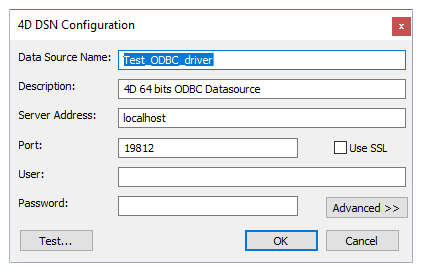 4D DSN Configuration
x
Data Source Name: Test_ODBC_driver
Description: 4D 64 bits ODBC Datasource
Server Address: localhost
Port: 19812 Use SSL
User:
Password: Advanced >>
Test... OK Cancel